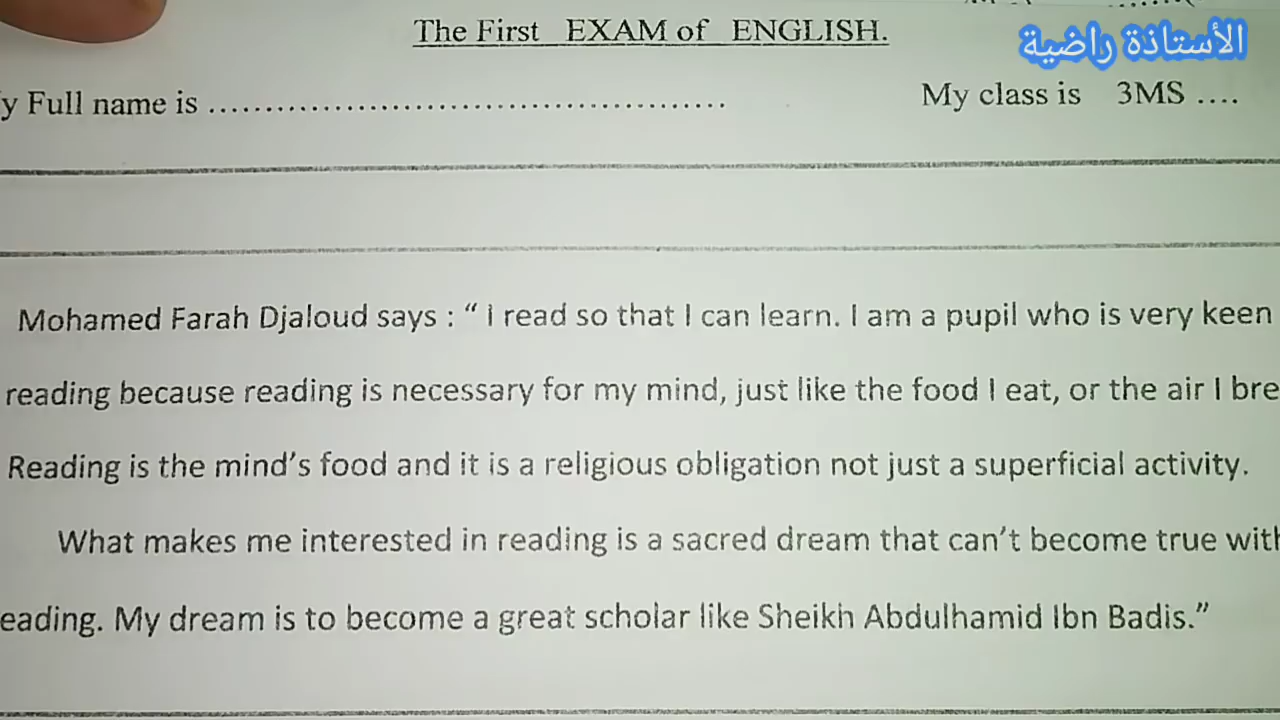 The First EXAM of ENGLISH.
الأستاذة راضية
y Full name is ............................................. My class is 3MS ....
Mohamed Farah Djaloud says : “ I read so that I can learn. I am a pupil who is very keen
reading because reading is necessary for my mind, just like the food I eat, or the air I bre
Reading is the mind’s food and it is a religious obligation not just a superficial activity.
What makes me interested in reading is a sacred dream that can’t become true with
eading. My dream is to become a great scholar like Sheikh Abdulhamid Ibn Badis.”